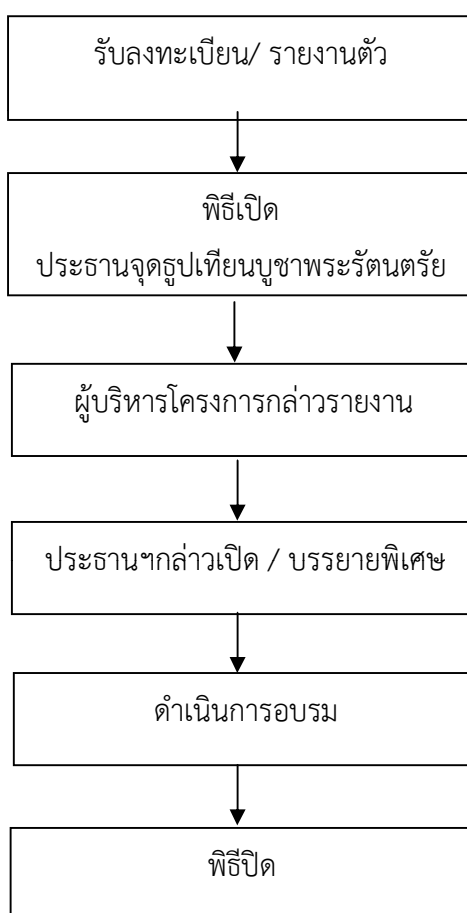 รับลงทะเบียน/ รายงานตัว
พิธีเปิด
ประธานจุดธูปเทียนบูชาพระรัตนตรัย
ผู้บริหารโครงการกล่าวรายงาน
ประธานฯกล่าวเปิด / บรรยายพิเศษ
ดำเนินการอบรม
พิธีปิด